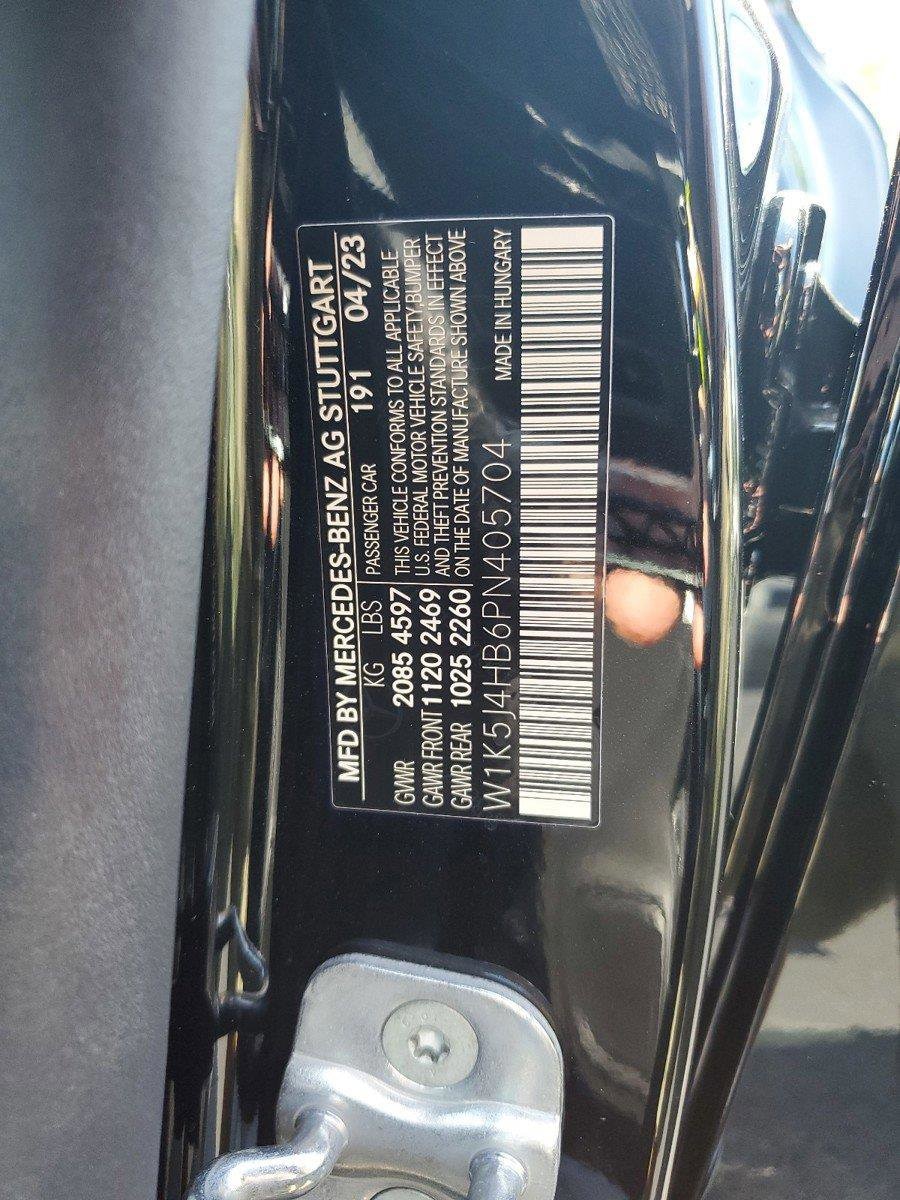 MFD BY MERCEDES-BENZ AG STUTTGART
KG LBS PASSENGER CAR 191 04/23
GVWR 2085 4597 THIS VEHICLE CONFORMS TO ALL APPLICABLE
GAWR FRONT 1120 2469 U.S. FEDERAL MOTOR VEHICLE SAFETY,BUMPER
GAWR REAR 1025 2260 AND THEFT PREVENTION STANDARDS IN EFFECT
ON THE DATE OF MANUFACTURE SHOWN ABOVE
W1K5J4HB6PN405704 MADE IN HUNGARY